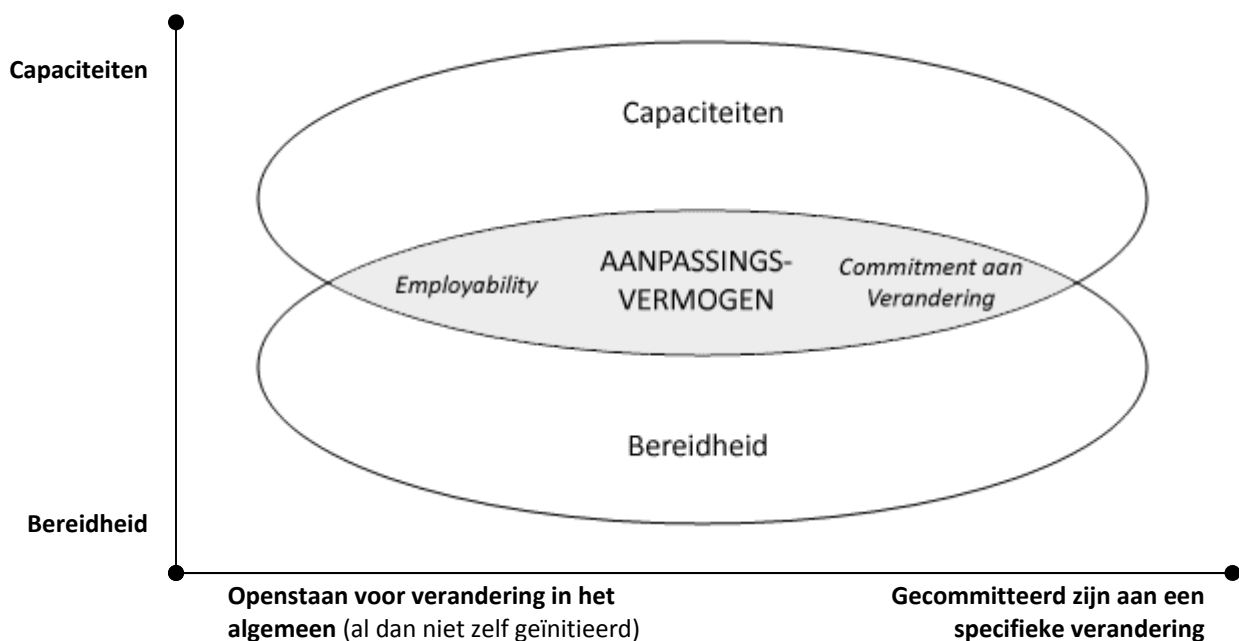 Capaciteiten
Capaciteiten
Employability
AANPASSINGS-
VERMOGEN
Commitment aan
Verandering
Bereidheid
Bereidheid
Openstaan voor verandering in het
algemeen (al dan niet zelf geïnitieerd)
Gecommitteerd zijn aan een
specifieke verandering